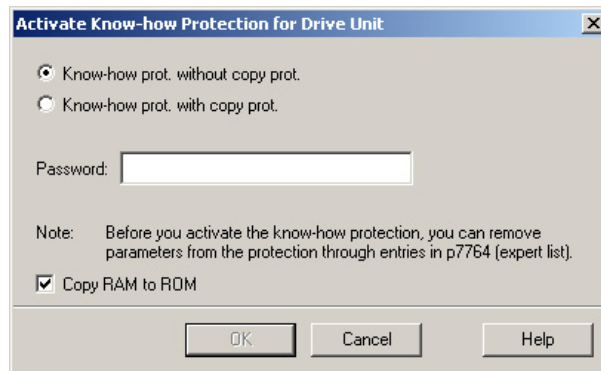 Activate Know-how Protection for Drive Unit
Know-how prot. without copy prot.
Know-how prot. with copy prot.
Password:
Note: Before you activate the know-how protection, you can remove
parameters from the protection through entries in p7764 (expert list).
Copy RAM to ROM
OK Cancel Help